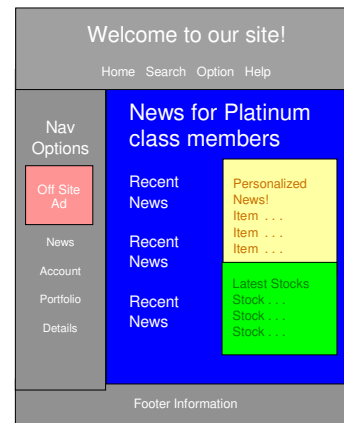 Welcome to our site!
Home Search Option Help
Nav
Options
Off Site
Ad
News
Account
Portfolio
Details
News for Platinum
class members
Recent
News
Recent
News
Recent
News
Personalized
News!
Item . . .
Item . . .
Item . . .
Latest Stocks
Stock . . .
Stock . . .
Stock . . .
Footer Information